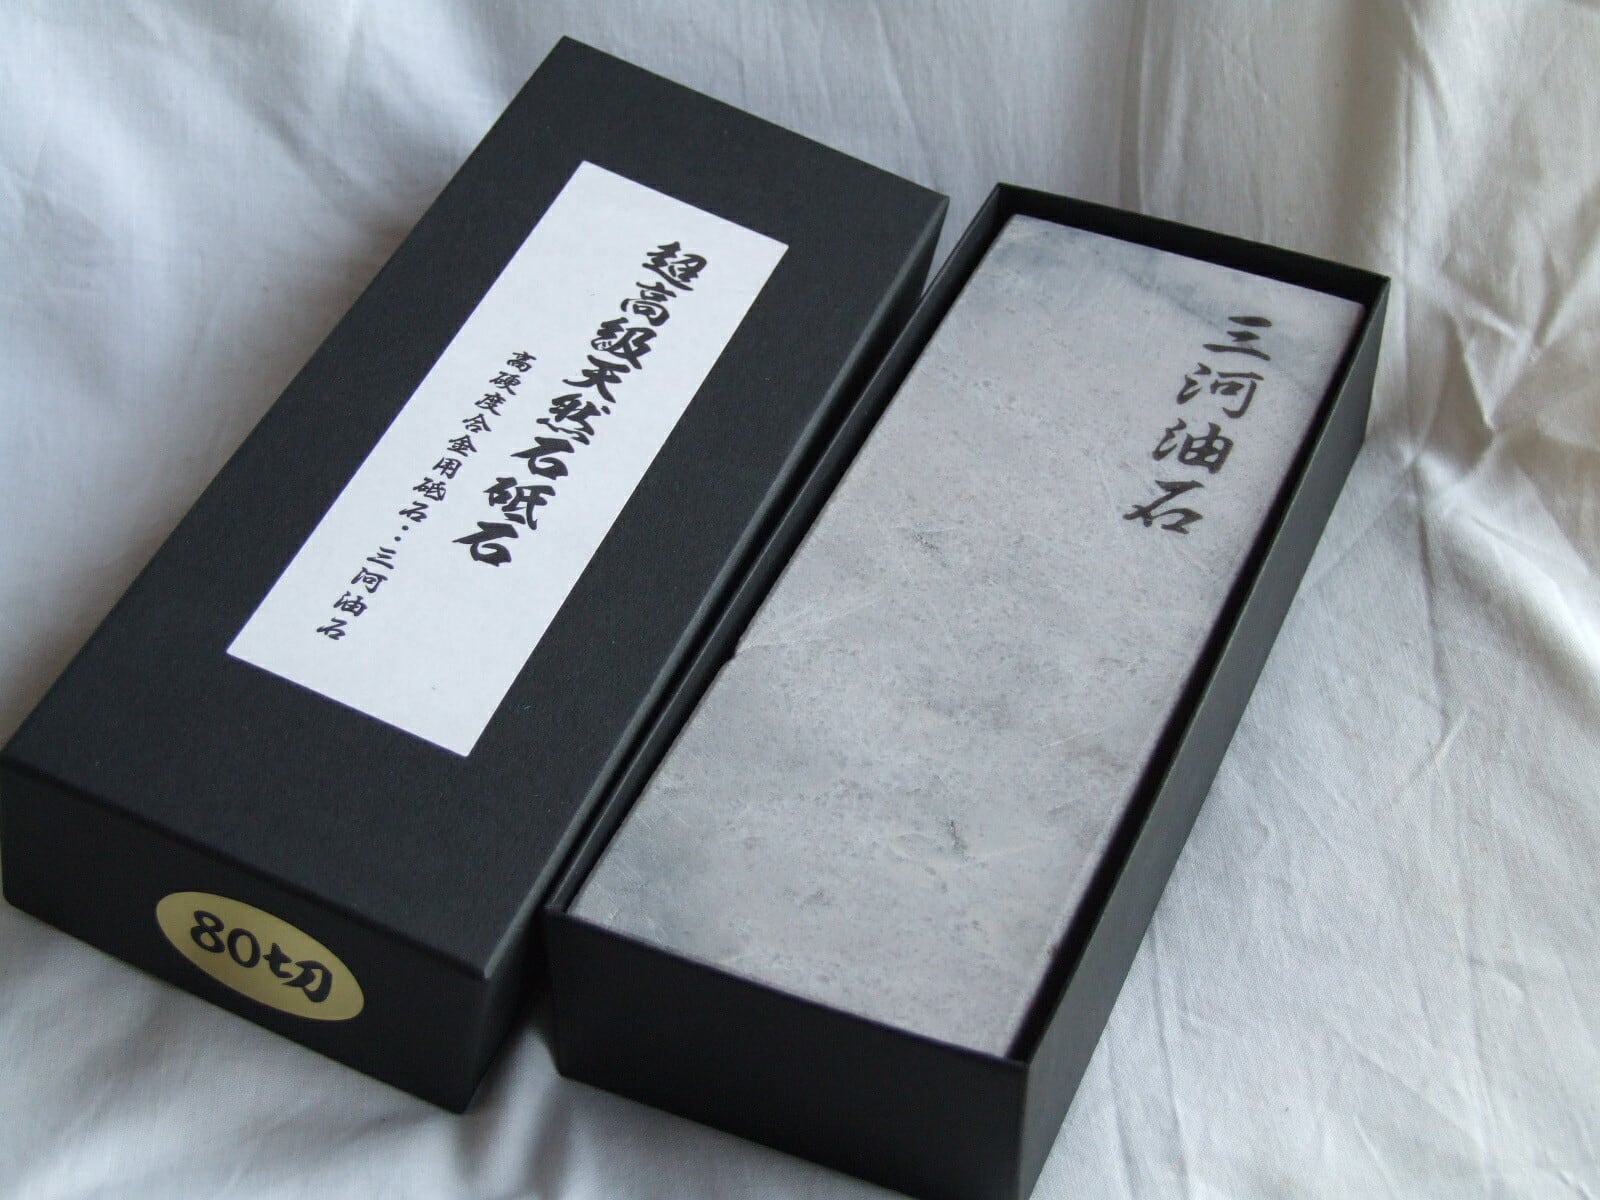 超高級天然石砥石
高硬度合金用砥石・・三河油石
80切
三河油石